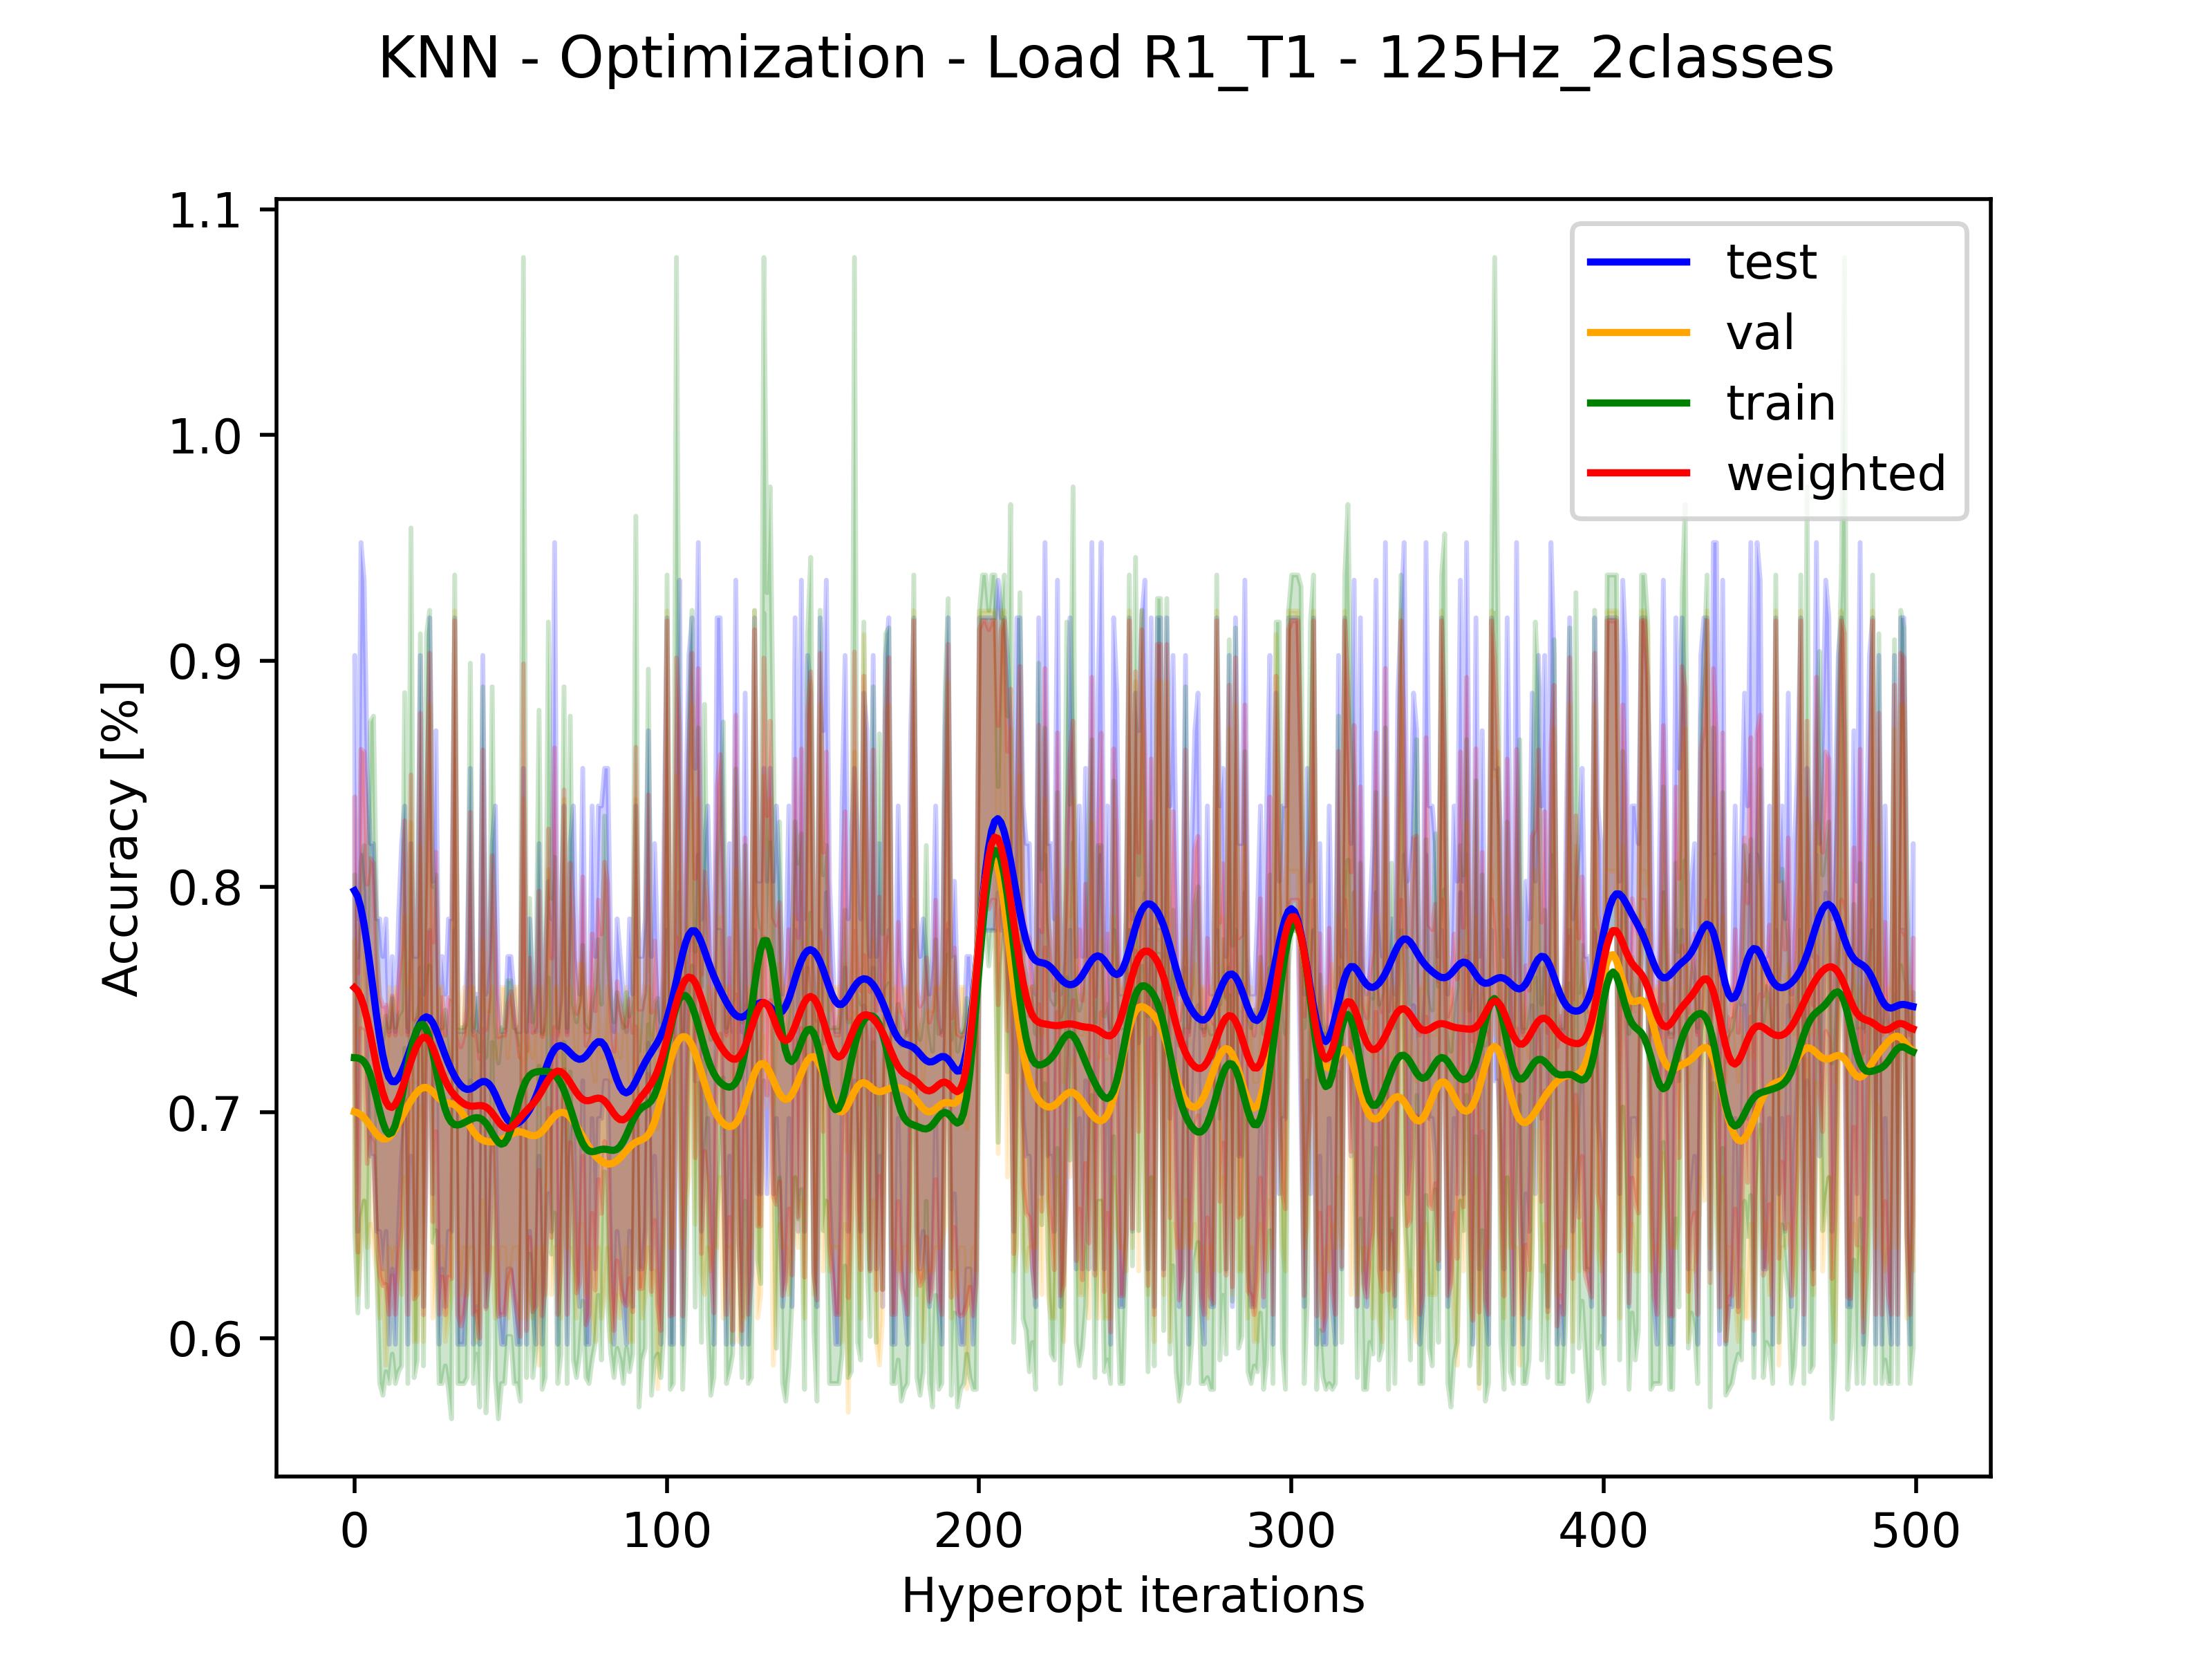 KNN - Optimization - Load R1_T1 - 125Hz_2classes
1.1
1.0
0.9
0.8
0.7
0.6
Accuracy [%]
test
val
train
weighted
0 100 200 300 400 500
Hyperopt iterations